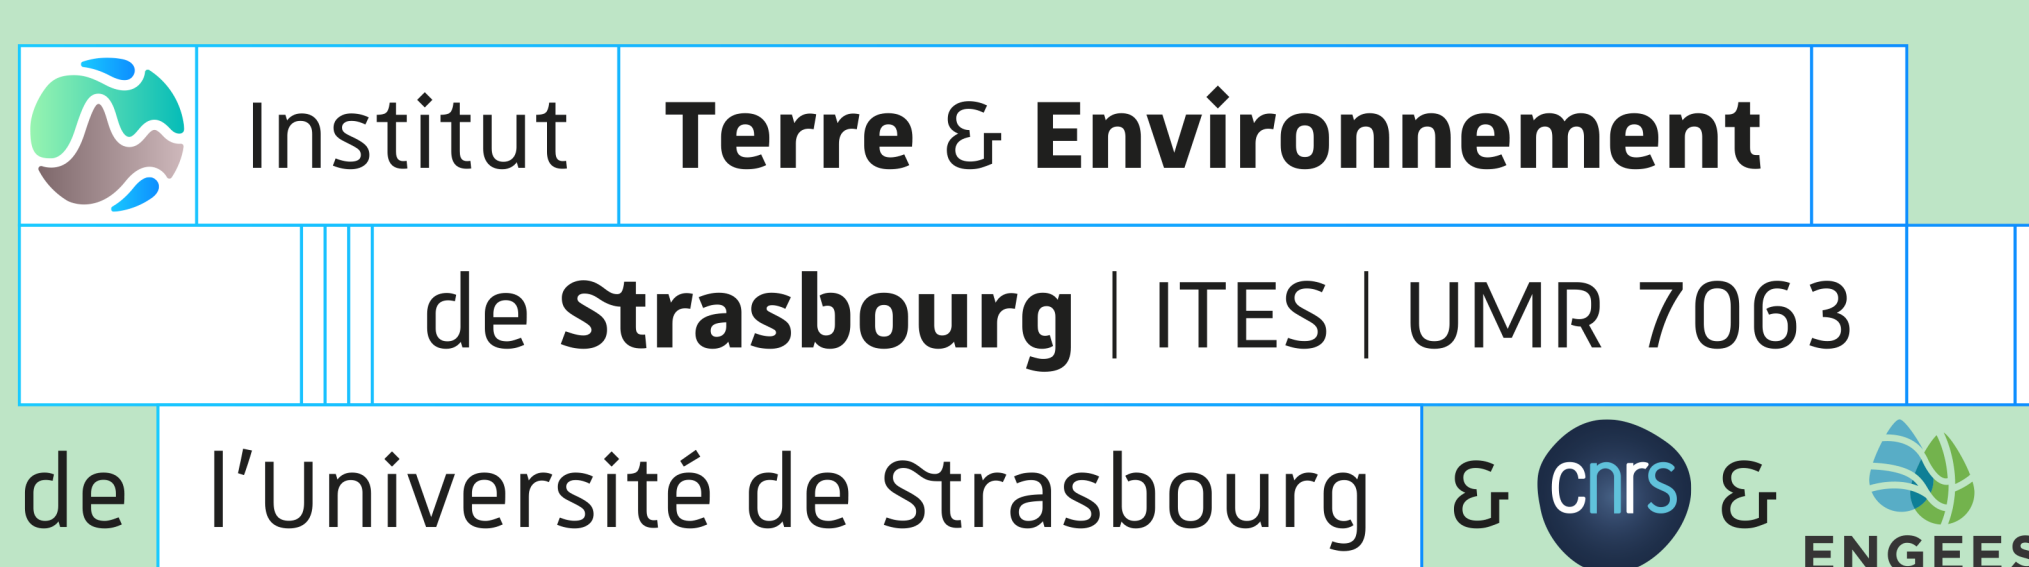 Institut Terre & Environnement
de Strasbourg | ITES | UMR 7063
de l'Université de Strasbourg & cnrs &
ENGEES